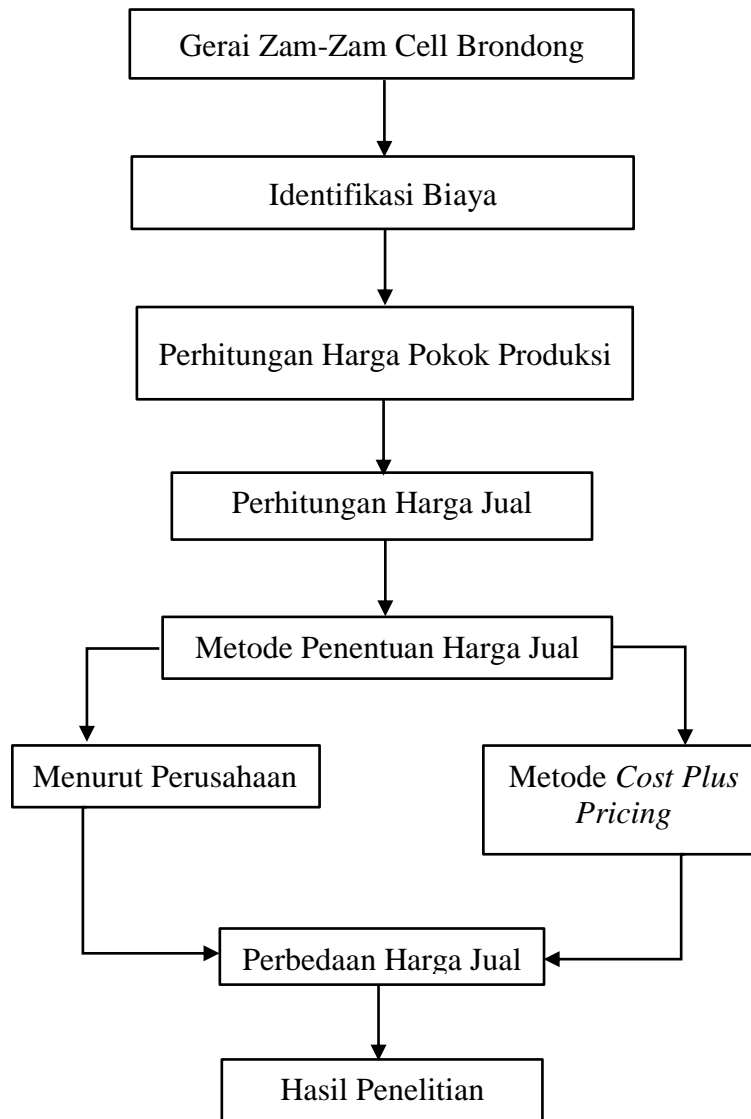 Gerai Zam-Zam Cell Brondong
Identifikasi Biaya
Perhitungan Harga Pokok Produksi
Perhitungan Harga Jual
Metode Penentuan Harga Jual
Menurut Perusahaan
Metode Cost Plus
Pricing
Perbedaan Harga Jual
Hasil Penelitian